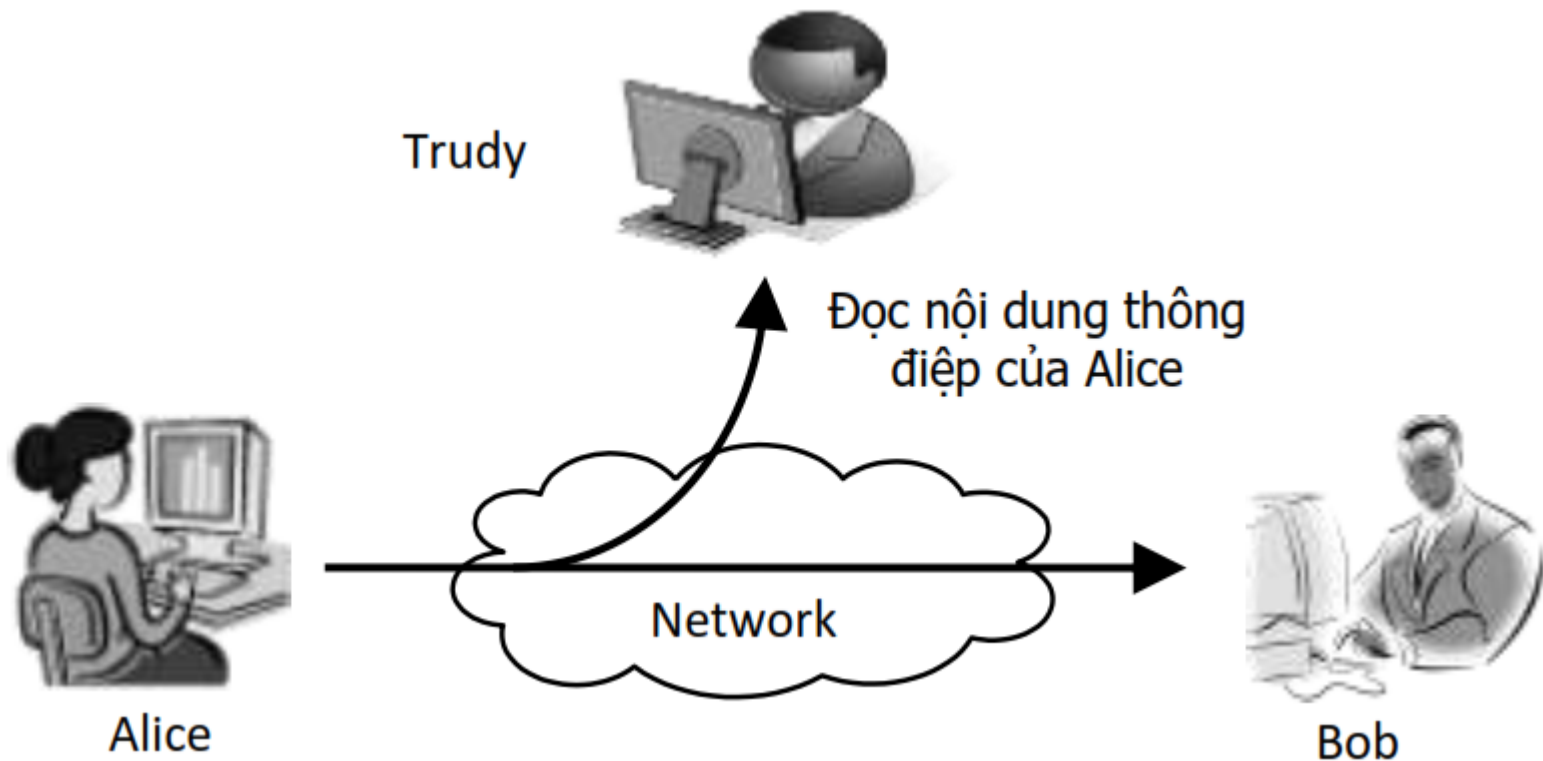 Trudy
Đọc nội dung thông
điệp của Alice
Network
Alice
Bob